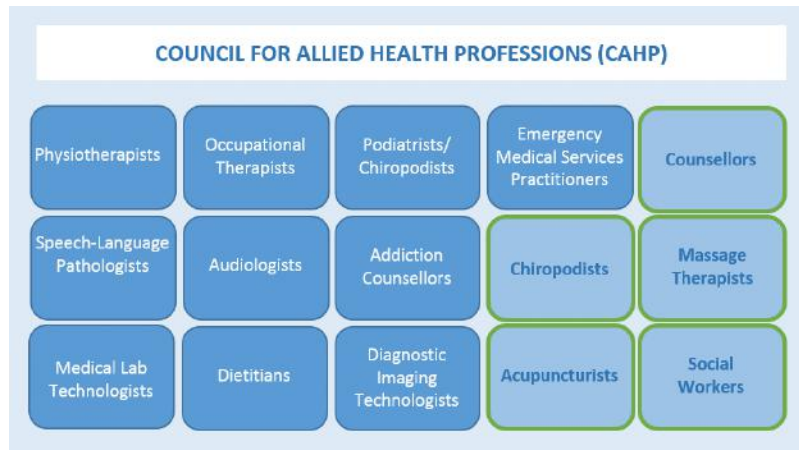 COUNCIL FOR ALLIED HEALTH PROFESSIONS (CAHP)
Physiotherapists
Occupational
Therapists
Podiatrists/
Chiropodists
Emergency
Medical Services
Practitioners
Counsellors
Speech-Language
Pathologists
Audiologists
Addiction
Counsellors
Chiropodists
Massage
Therapists
Medical Lab
Technologists
Dietitians
Diagnostic
Imaging
Technologists
Acupuncturists
Social
Workers